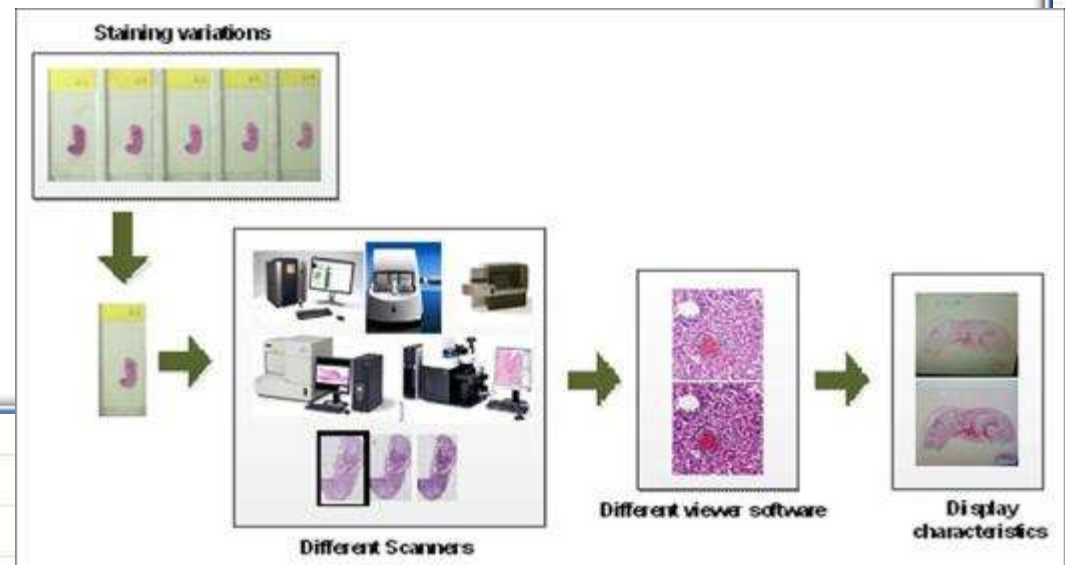 Staining variations
Different Scanners
Different viewer software
Display
characteristics